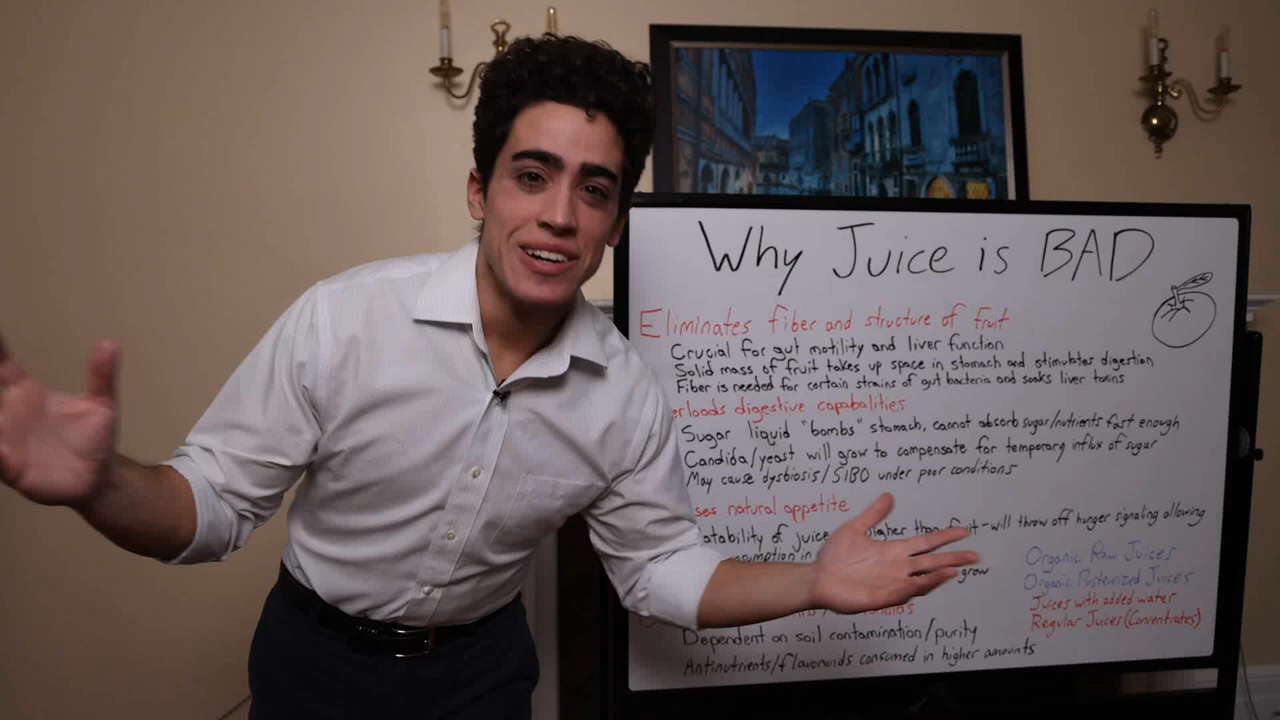 Why Juice is BAD
Eliminates fiber and structure of fruit
Crucial for gut motility and liver function
Solid mass of fruit takes up space in stomach and stimulates digestion
Fiber is needed for certain strains of gut bacteria and soaks liver toxins
erloads digestive capabalities
Sugar liquid "bombs" stomach, cannot absorb sugar/nutrients fast enough
Candida/yeast will grow to compensate for temporary influx of sugar
May cause dysbiosis/SIBO under poor conditions
ses natural appetite
atability of juice higher than fruit-will throw off hunger signaling allowing
nsumption in
grow
Organic Raw Juices
Organic Pasteurized Juices
Juices with added water
Regular Juices (Concentrates)
Dependent on soil contamination/purity
Antinutrients/flavonoids consumed in higher amounts